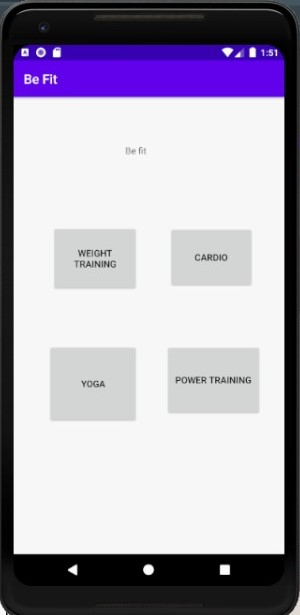 1:51
Be Fit
Be fit
WEIGHT
TRAINING
CARDIO
YOGA
POWER TRAINING